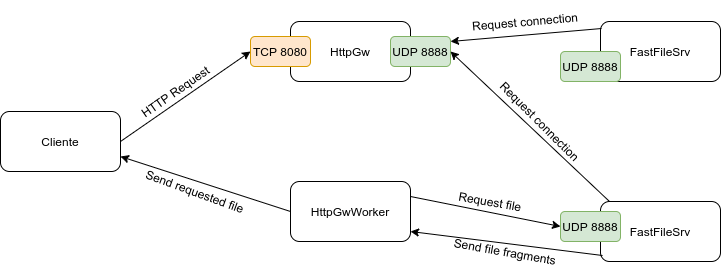 Request connection
TCP 8080
HttpGw
UDP 8888
FastFileSrv
UDP 8888
HTTP Request
Request connection
Cliente
Send requested file
HttpGwWorker
Request file
UDP 8888
FastFileSrv
Send file fragments